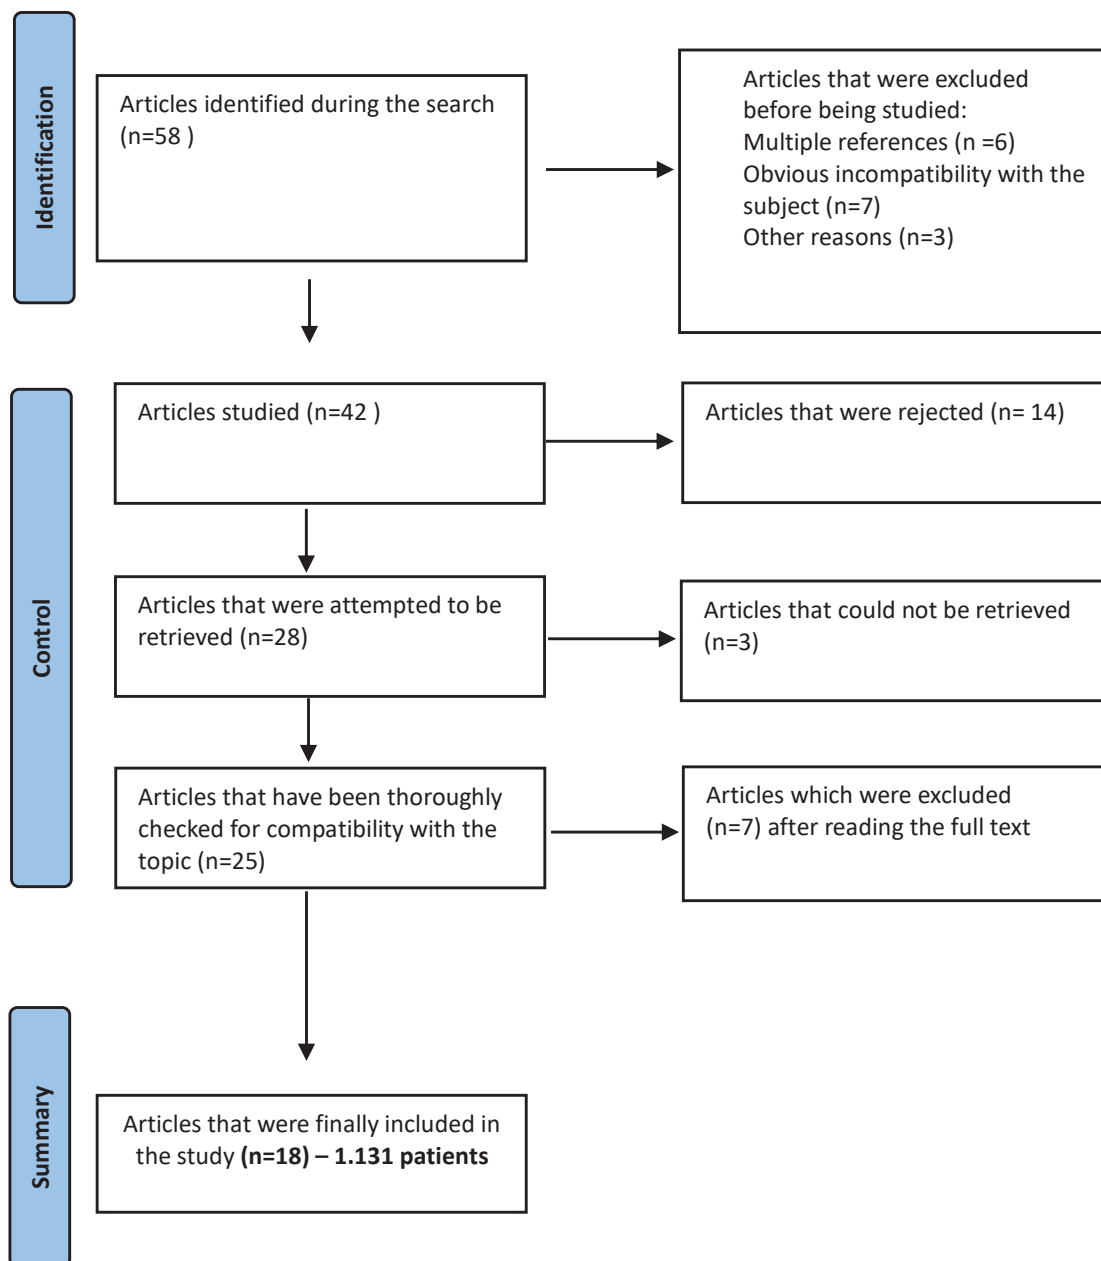 Identification
Articles identified during the search
(n=58 )
Articles that were excluded
before being studied:
Multiple references (n =6)
Obvious incompatibility with the
subject (n=7)
Other reasons (n=3)
Control
Articles studied (n=42 )
Articles that were rejected (n= 14)
Articles that were attempted to be
retrieved (n=28)
Articles that could not be retrieved
(n=3)
Articles that have been thoroughly
checked for compatibility with the
topic (n=25)
Articles which were excluded
(n=7) after reading the full text
Summary
Articles that were finally included in
the study (n=18) – 1.131 patients